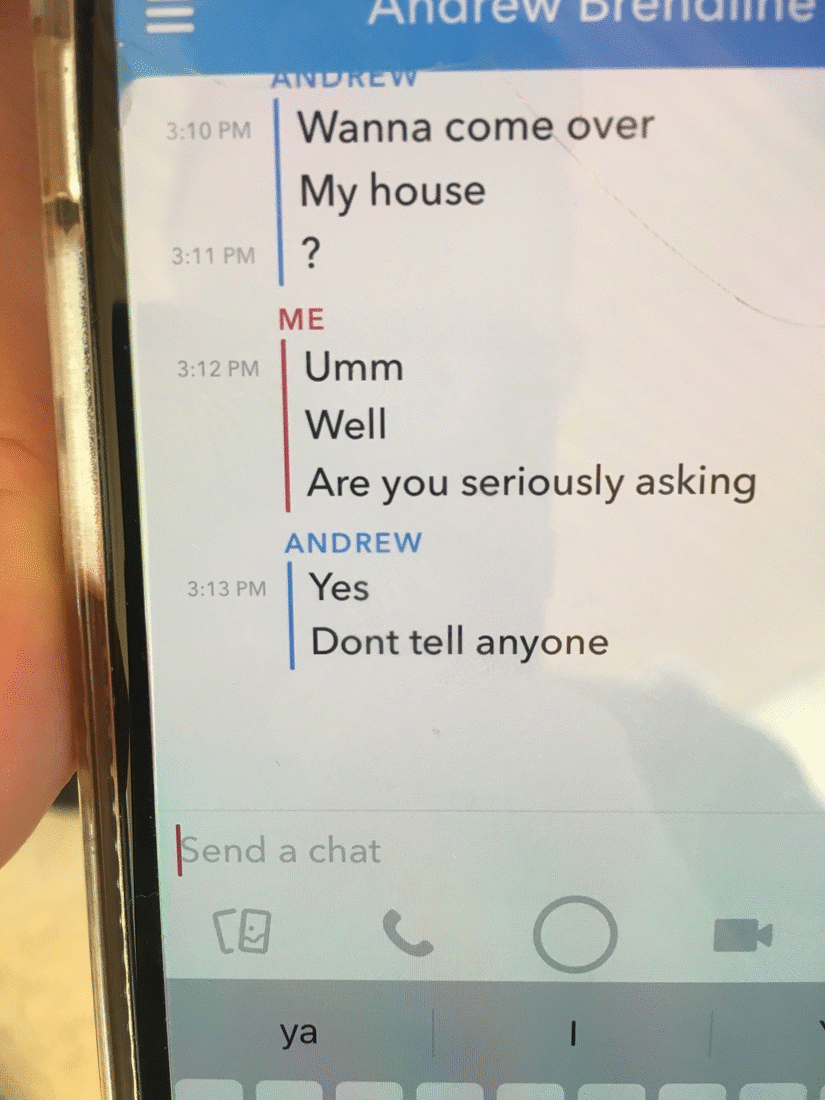 Andrew Brendline
ANDREW
3:10 PM Wanna come over
My house
3:11 PM ?
ME
3:12 PM Umm
Well
Are you seriously asking
ANDREW
3:13 PM Yes
Dont tell anyone
Send a chat
ya I